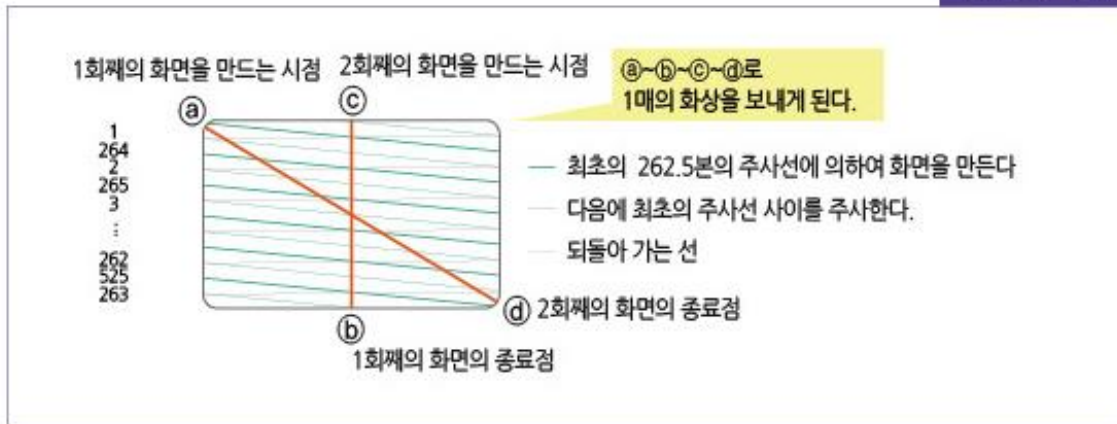 1회째의 화면을 만드는 시점
2회째의 화면을 만드는 시점
ⓐ~ⓑ~ⓒ~ⓓ로
1매의 화상을 보내게 된다.
ⓐ
ⓒ
1
264
2
265
3
⋮
262
525
263
최초의 262.5본의 주사선에 의하여 화면을 만든다
다음에 최초의 주사선 사이를 주사한다.
되돌아 가는 선
ⓓ 2회째의 화면의 종료점
ⓑ
1회째의 화면의 종료점